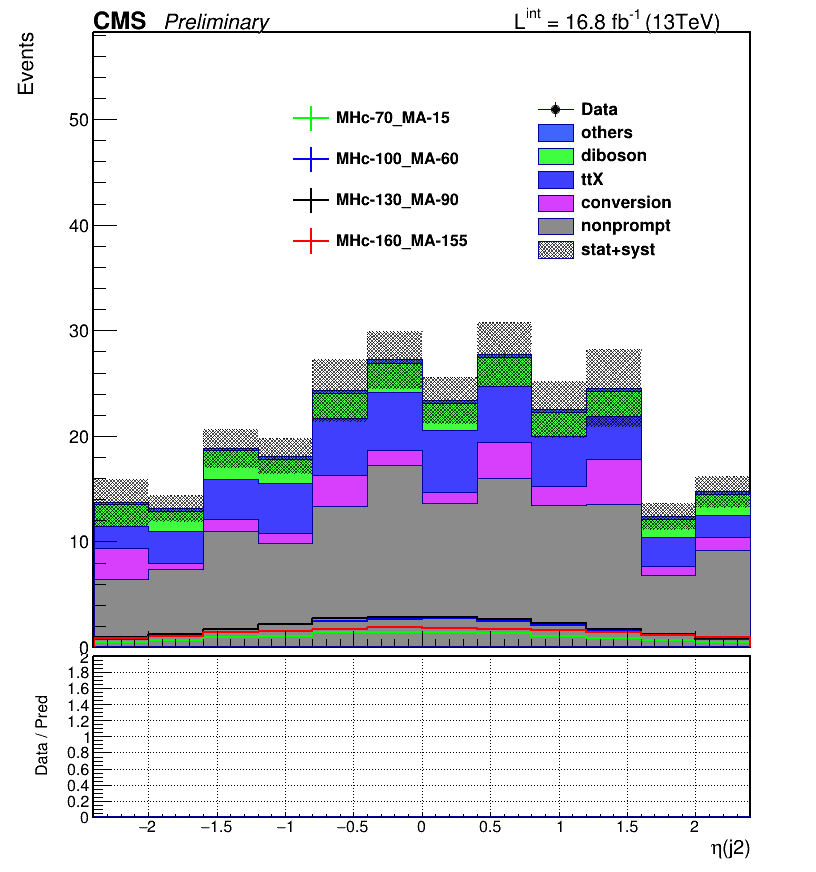 CMS Preliminary L^int = 16.8 fb^-1 (13TeV)
Events
50
40
30
20
10
0
MHc-70_MA-15
MHc-100_MA-60
MHc-130_MA-90
MHc-160_MA-155
Data
others
diboson
ttX
conversion
nonprompt
stat+syst
Data / Pred
2
1.8
1.6
1.4
1.2
1
0.8
0.6
0.4
0.2
0
−2 −1.5 −1 −0.5 0 0.5 1 1.5 2
η(j2)